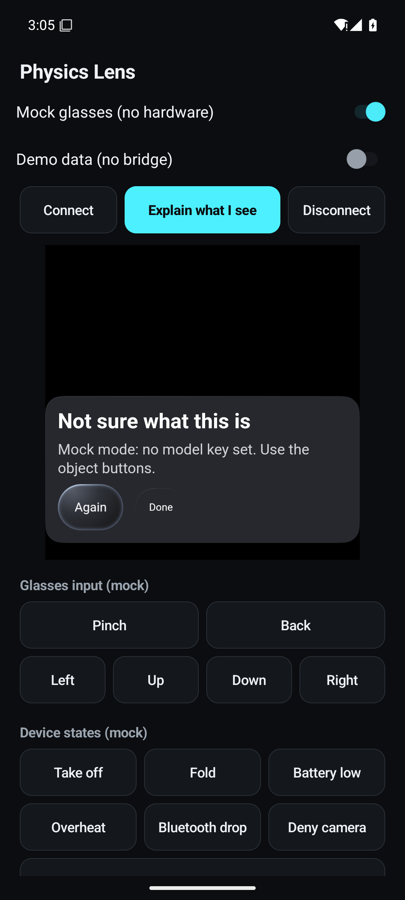 3:05
Physics Lens
Mock glasses (no hardware)
Demo data (no bridge)
Connect
Explain what I see
Disconnect
Not sure what this is
Mock mode: no model key set. Use the
object buttons.
Again
Done
Glasses input (mock)
Pinch
Back
Left
Up
Down
Right
Device states (mock)
Take off
Fold
Battery low
Overheat
Bluetooth drop
Deny camera